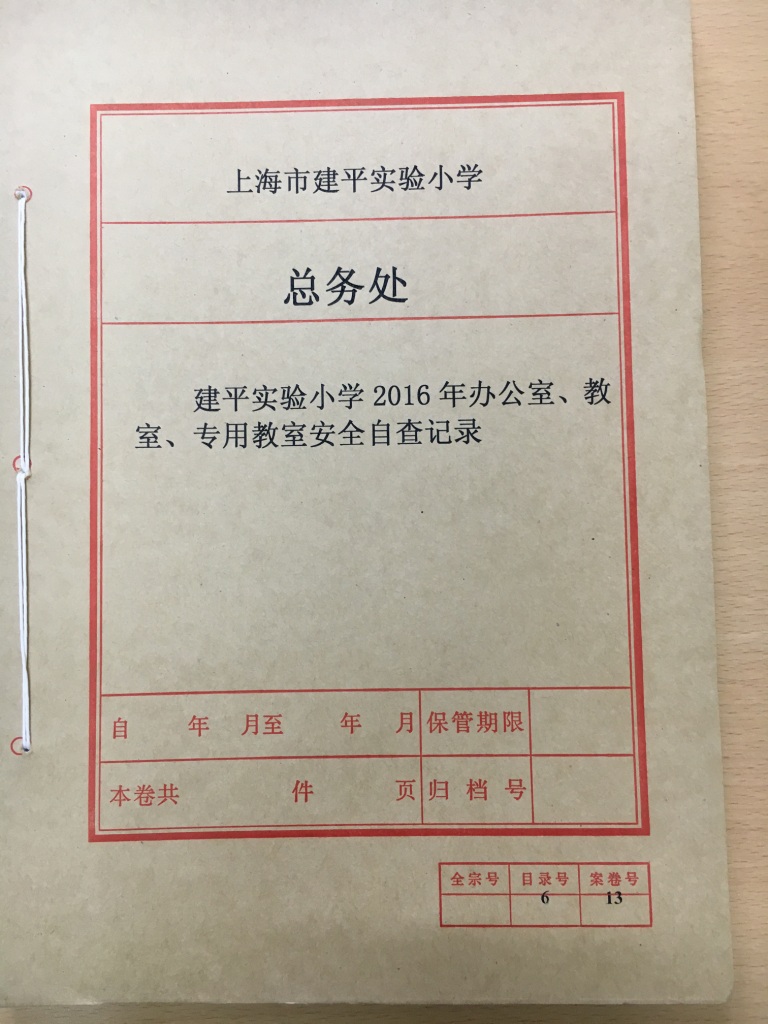 上海市建平实验小学
总务处
建平实验小学 2016 年办公室、教
室、专用教室安全自查记录
自 年 月至 年 月 保管期限
本卷共 件 页 归档号
全宗号 目录号 案卷号
6 13